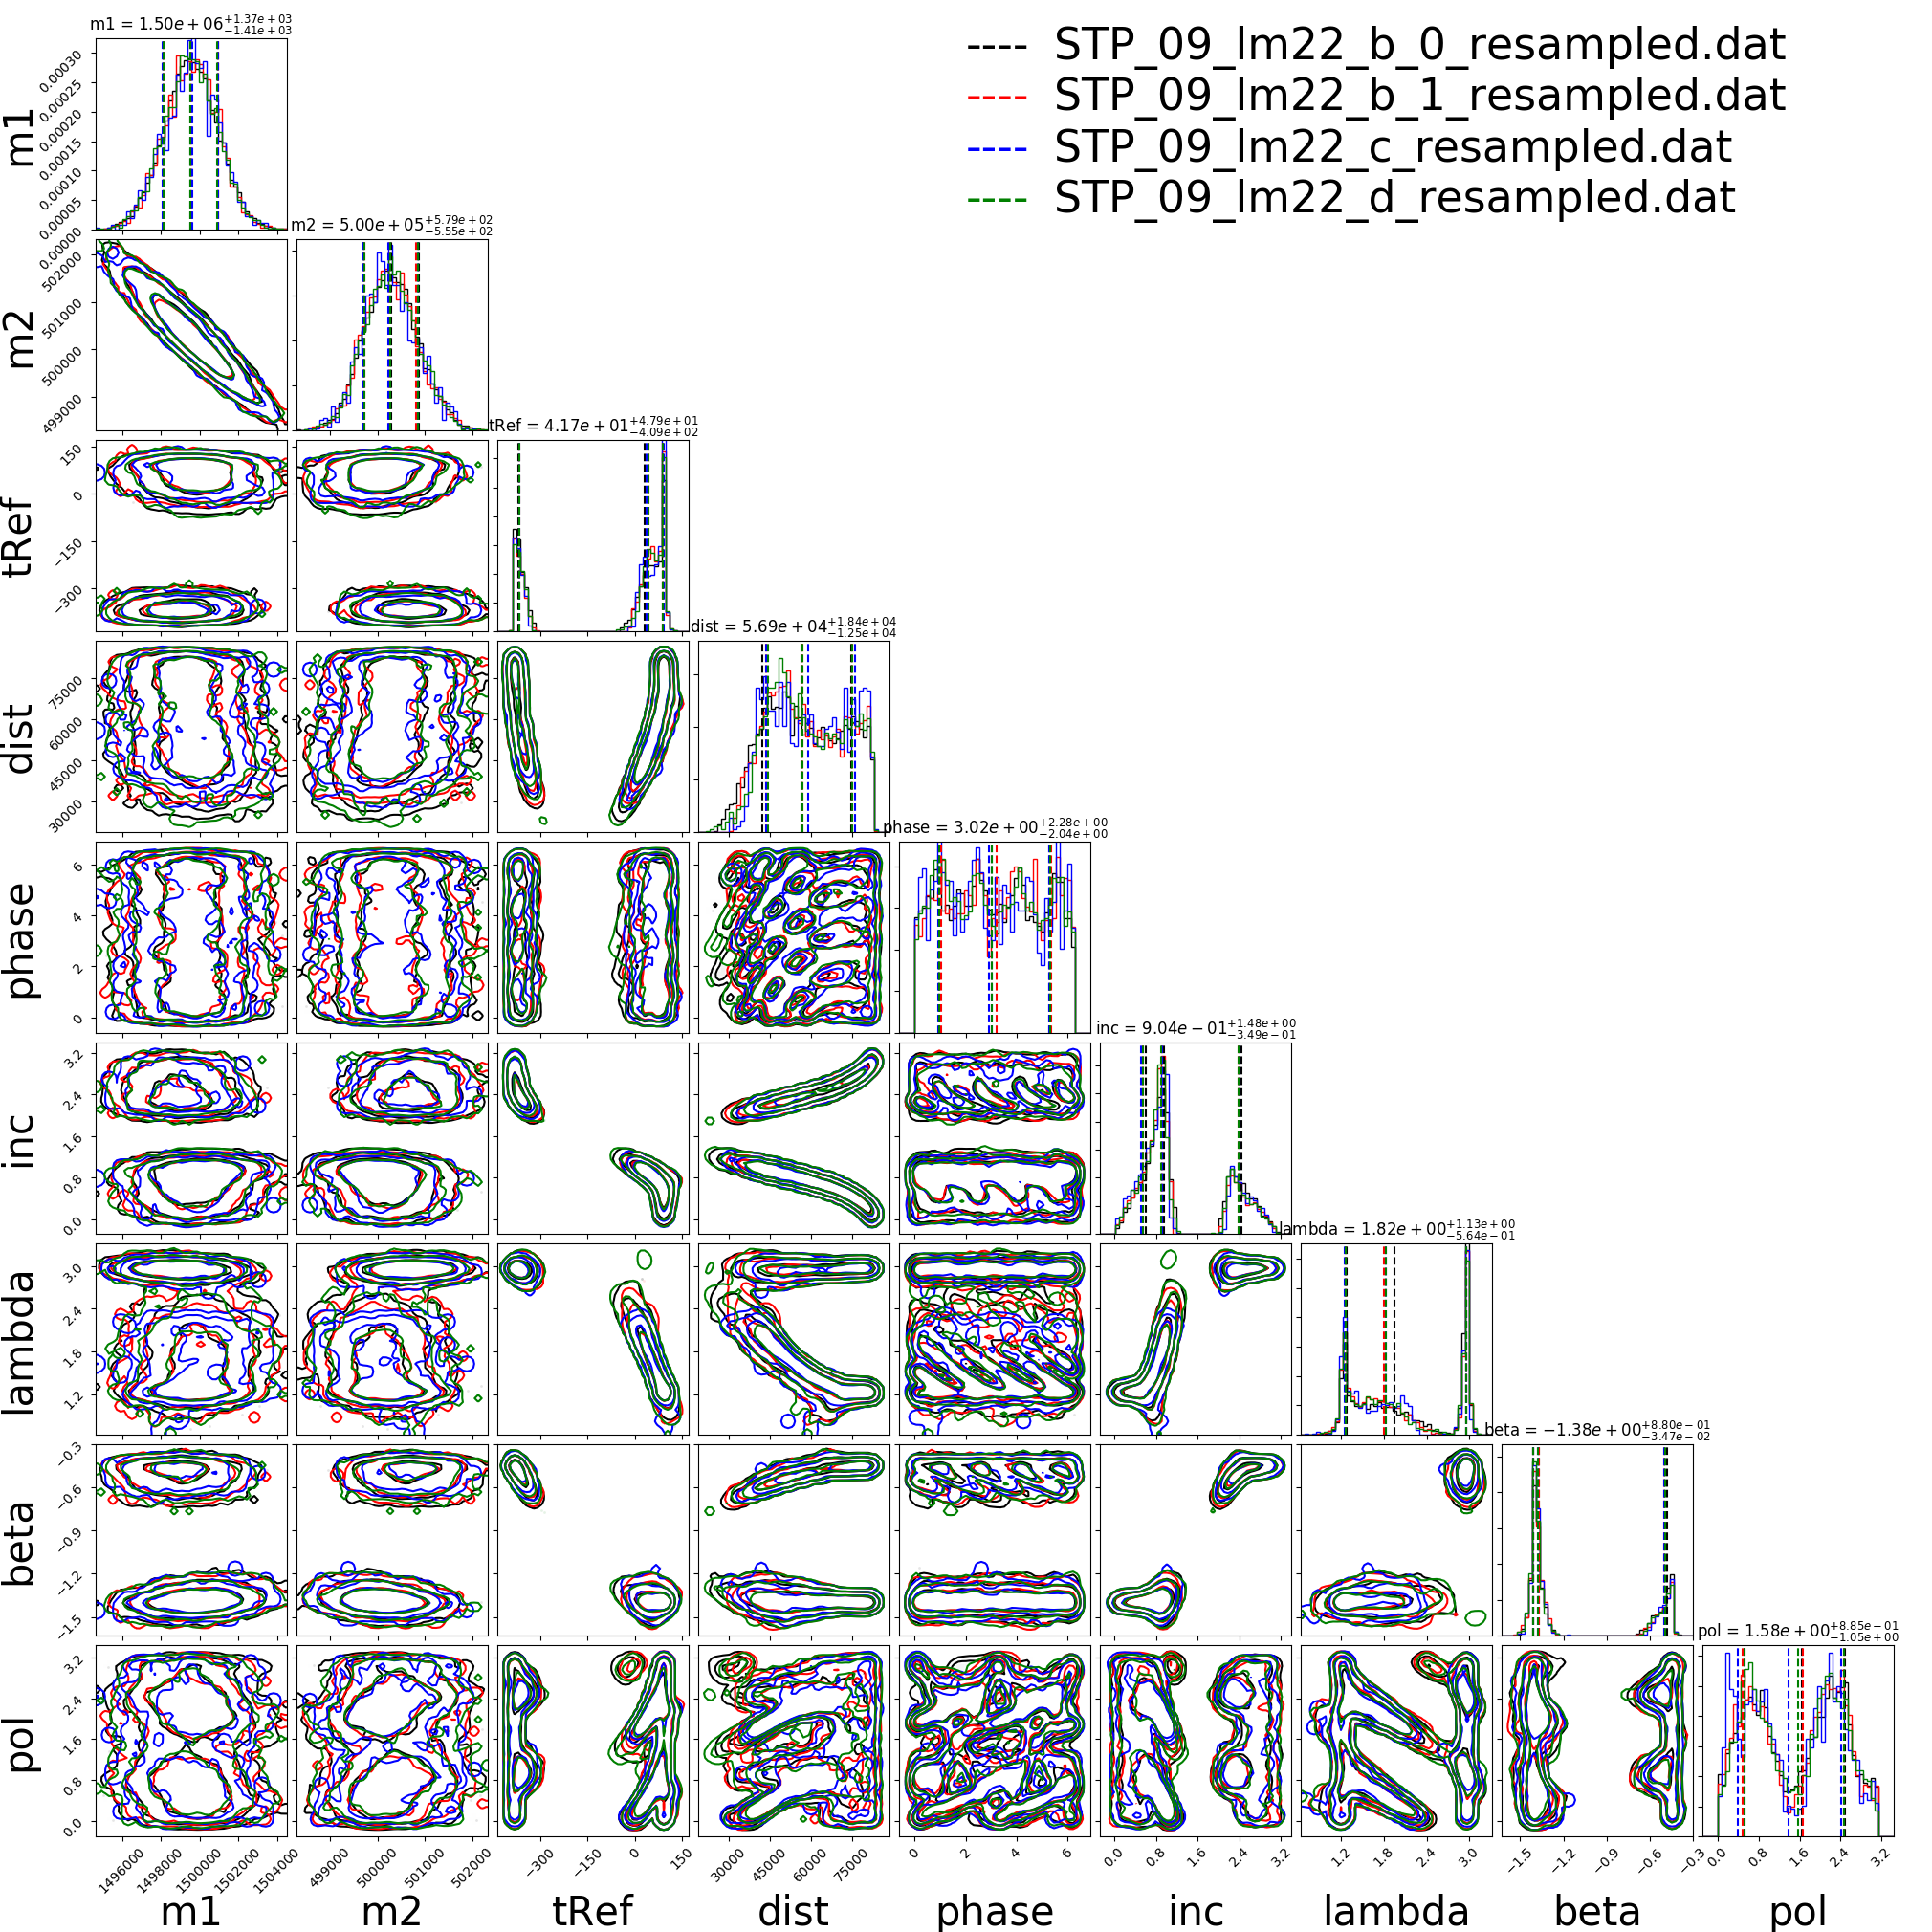 m1 = 1.50e + 06 +1.37e + 03 −1.41e + 03
STP_09_lm22_b_0_resampled.dat
STP_09_lm22_b_1_resampled.dat
STP_09_lm22_c_resampled.dat
STP_09_lm22_d_resampled.dat
m1
0.00030
0.00025
0.00020
0.00015
0.00010
0.00005
0.00000
m2 = 5.00e + 05 +5.79e + 02 −5.55e + 02
m2
0.00000
502000
501000
500000
499000
tRef = 4.17e + 01 +4.79e + 01 −4.09e + 02
tRef
150
0
−150
−300
dist = 5.69e + 04 +1.84e + 04 −1.25e + 04
dist
75000
60000
45000
30000
phase = 3.02e + 00 +2.28e + 00 −2.04e + 00
phase
6
4
2
0
inc = 9.04e − 01 +1.48e + 00 −3.49e − 01
inc
3.2
2.4
1.6
0.8
0.0
lambda = 1.82e + 00 +1.13e + 00 −5.64e − 01
lambda
3.0
2.4
1.8
1.2
beta = −1.38e + 00 +8.80e − 01 −3.47e − 02
beta
−0.3
−0.6
−0.9
−1.2
−1.5
pol = 1.58e + 00 +8.85e − 01 −1.05e + 00
pol
3.2
2.4
1.6
0.8
0.0
1496000 1498000 1500000 1502000 1504000 499000 500000 501000 502000 −300 −150 0 150 30000 45000 60000 75000 0 2 4 6 0.0 0.8 1.6 2.4 3.2 1.2 1.8 2.4 3.0 −1.5 −1.2 −0.9 −0.6 −0.3 0.0 0.8 1.6 2.4 3.2
m1 m2 tRef dist phase inc lambda beta pol